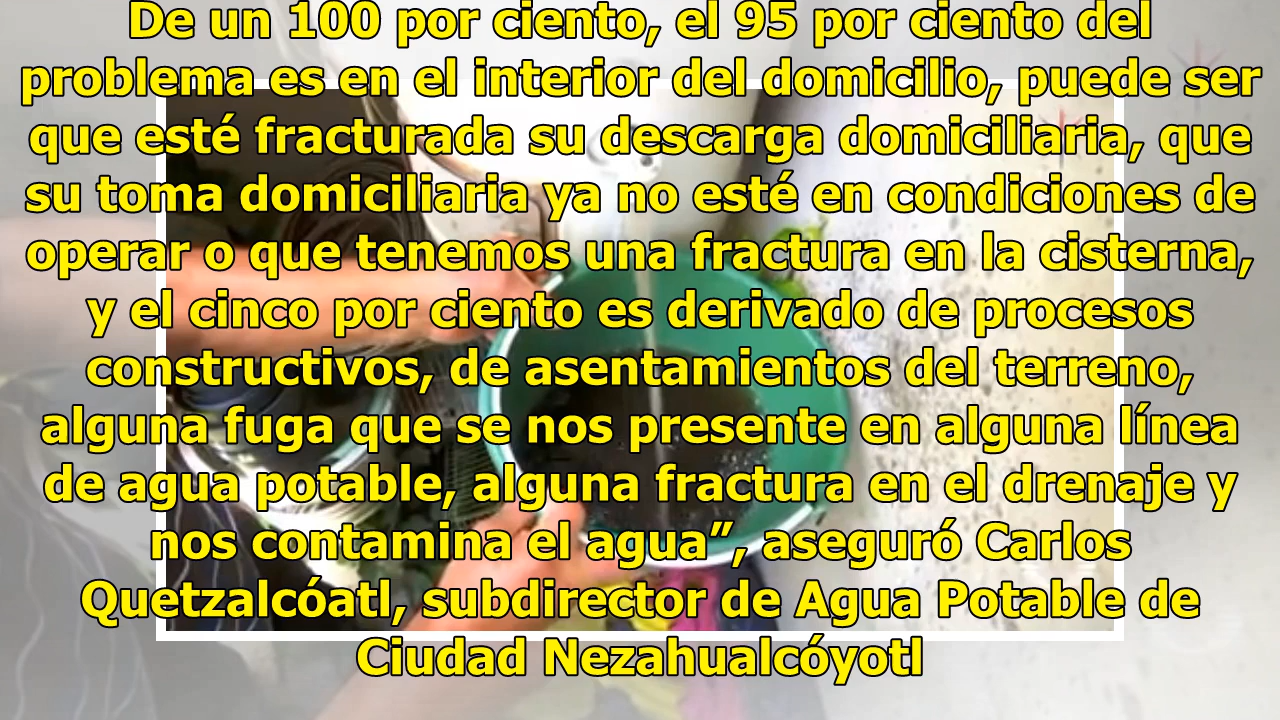 De un 100 por ciento, el 95 por ciento del
problema es en el interior del domicilio, puede ser
que esté fracturada su descarga domiciliaria, que
su toma domiciliaria ya no esté en condiciones de
operar o que tenemos una fractura en la cisterna,
y el cinco por ciento es derivado de procesos
constructivos, de asentamientos del terreno,
alguna fuga que se nos presente en alguna línea
de agua potable, alguna fractura en el drenaje y
nos contamina el agua”, aseguró Carlos
Quetzalcóatl, subdirector de Agua Potable de
Ciudad Nezahualcóyotl